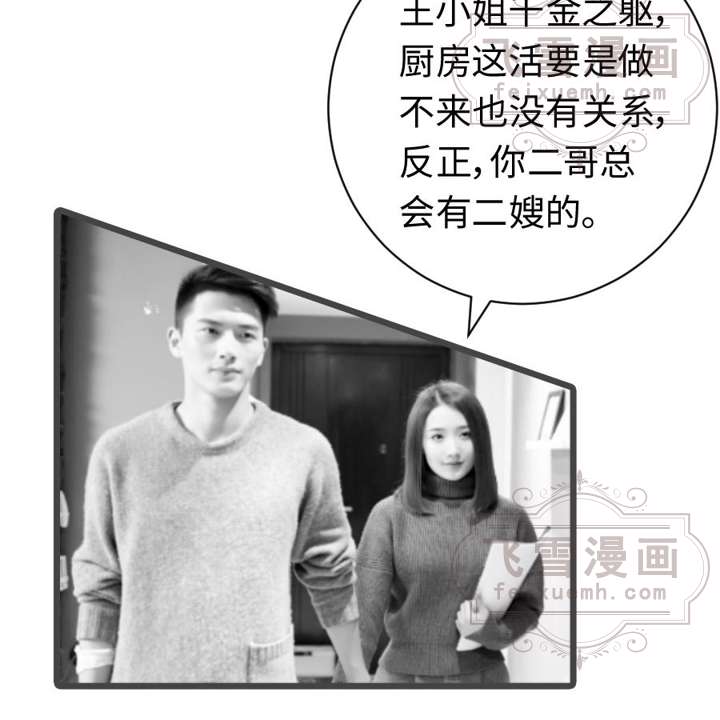 王小姐千金之躯,
厨房这活要是做
不来也没有关系,
反正,你二哥总
会有二嫂的。
飞雪漫画
feixuemh.com
飞雪漫画
feixuemh.com